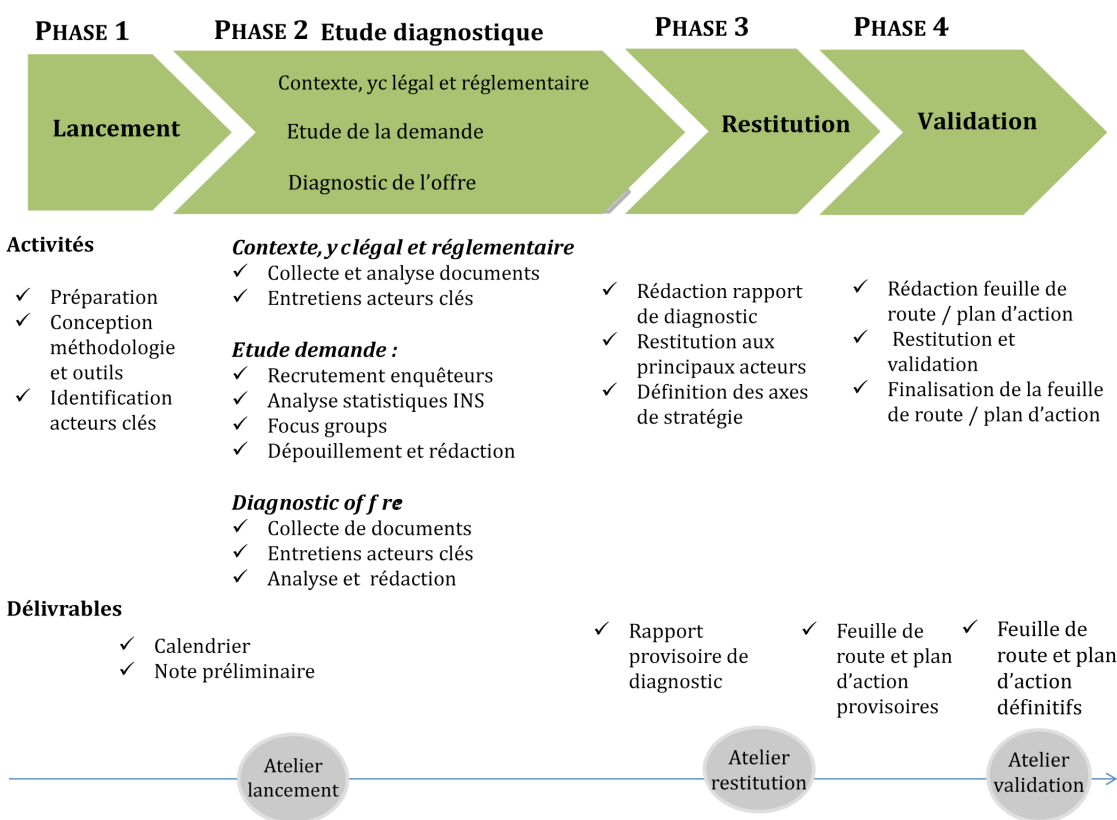 PHASE 1
PHASE 2 Etude diagnostique
PHASE 3
PHASE 4
Lancement
Contexte, yc légal et réglementaire
Etude de la demande
Diagnostic de l'offre
Restitution
Validation
Activités
✓ Préparation
✓ Conception
méthodologie
et outils
✓ Identification
acteurs clés
Contexte, y clégal et réglementaire
✓ Collecte et analyse documents
✓ Entretiens acteurs clés
Etude demande :
✓ Recrutement enquêteurs
✓ Analyse statistiques INS
✓ Focus groups
✓ Dépouillement et rédaction
Diagnostic offre
✓ Collecte de documents
✓ Entretiens acteurs clés
✓ Analyse et rédaction
✓ Rédaction rapport
de diagnostic
✓ Restitution aux
principaux acteurs
✓ Définition des axes
de stratégie
✓ Rédaction feuille de
route / plan d'action
✓ Restitution et
validation
✓ Finalisation de la feuille
de route / plan d'action
Délivrables
✓ Calendrier
✓ Note préliminaire
✓ Rapport
provisoire de
diagnostic
✓ Feuille de
route et plan
d'action
provisoires
✓ Feuille de
route et plan
d'action
définitifs
Atelier
lancement
Atelier
restitution
Atelier
validation